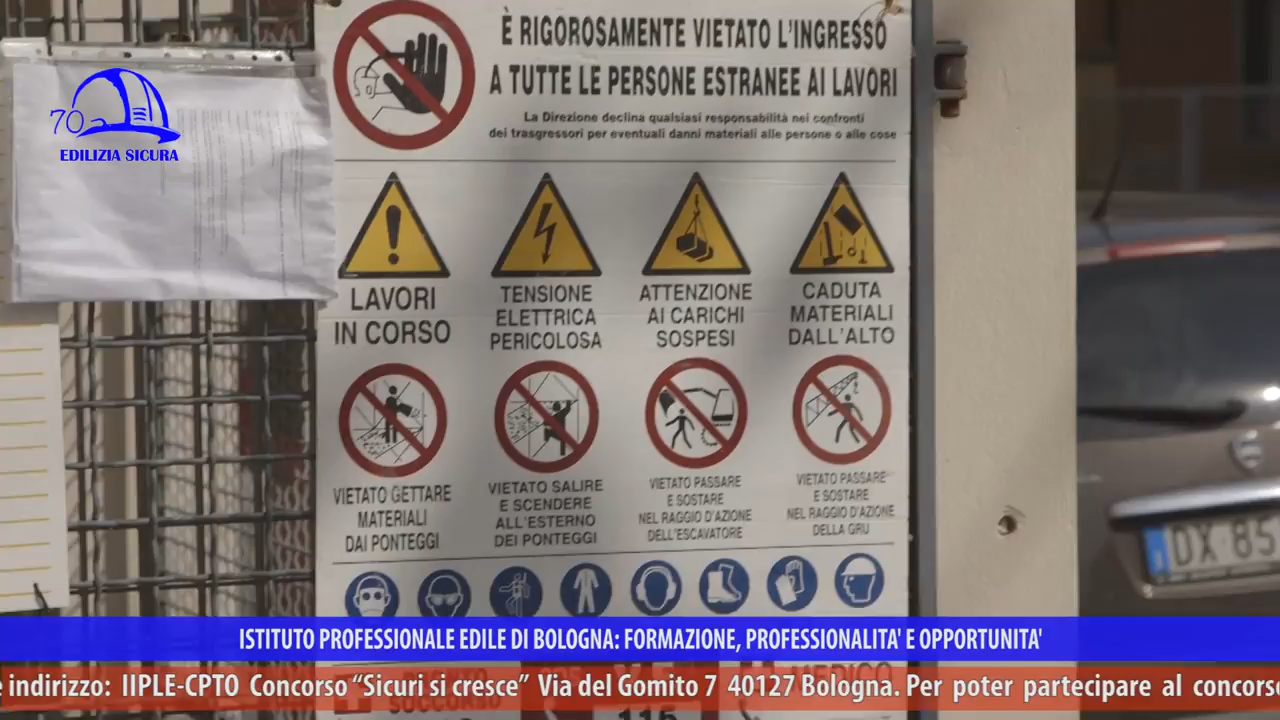 70
EDILIZIA SICURA
È RIGOROSAMENTE VIETATO L'INGRESSO
A TUTTE LE PERSONE ESTRANEE AI LAVORI
La Direzione declina qualsiasi responsabilità nei confronti
dei trasgressori per eventuali danni materiali alle persone o alle cose
LAVORI
IN CORSO
TENSIONE
ELETTRICA
PERICOLOSA
ATTENZIONE
AI CARICHI
SOSPESI
CADUTA
MATERIALI
DALL'ALTO
VIETATO GETTARE
MATERIALI
DAI PONTEGGI
VIETATO SALIRE
E SCENDERE
ALL'ESTERNO
DEI PONTEGGI
VIETATO PASSARE
E SOSTARE
NEL RAGGIO D'AZIONE
DELL'ESCAVATORE
VIETATO PASSARE
E SOSTARE
NEL RAGGIO D'AZIONE
DELLA GRU
DX 85
ISTITUTO PROFESSIONALE EDILE DI BOLOGNA: FORMAZIONE, PROFESSIONALITA' E OPPORTUNITA'
e indirizzo: IIPLE-CPTO Concorso “Sicuri si cresce” Via del Gomito 7 40127 Bologna. Per poter partecipare al concorso
SOCCORSO
MEDICO
115